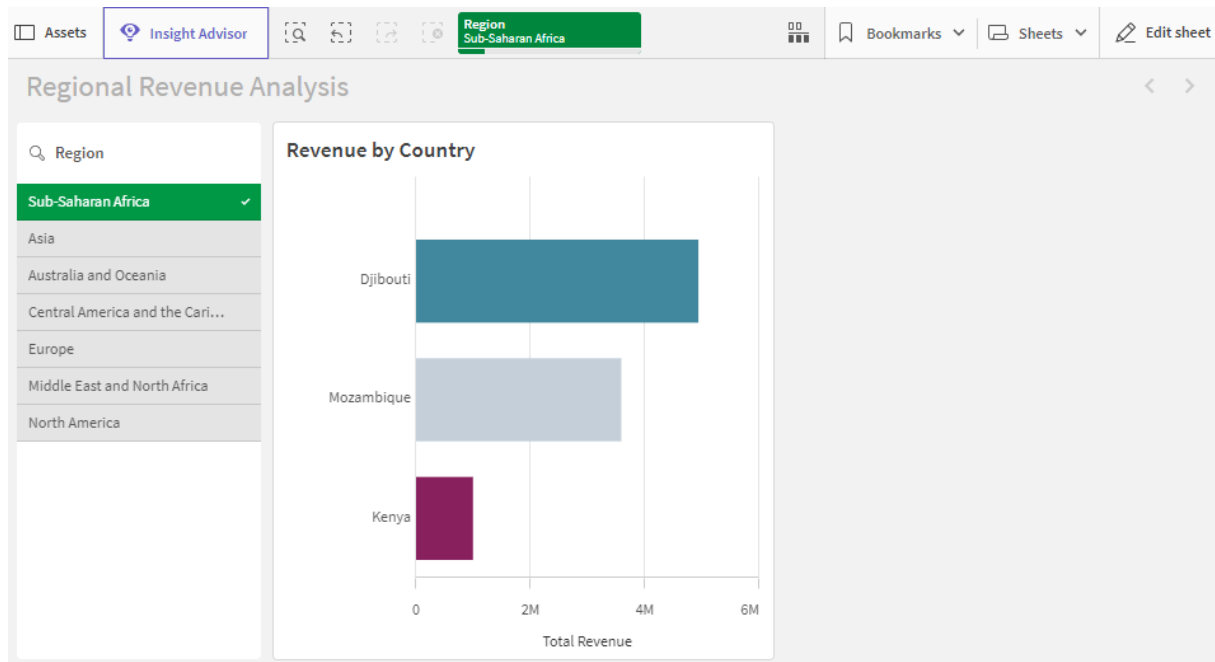 Assets
Insight Advisor
Region
Sub-Saharan Africa
Bookmarks
Sheets
Edit sheet
Regional Revenue Analysis
Region
Sub-Saharan Africa
Asia
Australia and Oceania
Central America and the Cari...
Europe
Middle East and North Africa
North America
Revenue by Country
Djibouti
Mozambique
Kenya
0 2M 4M 6M
Total Revenue